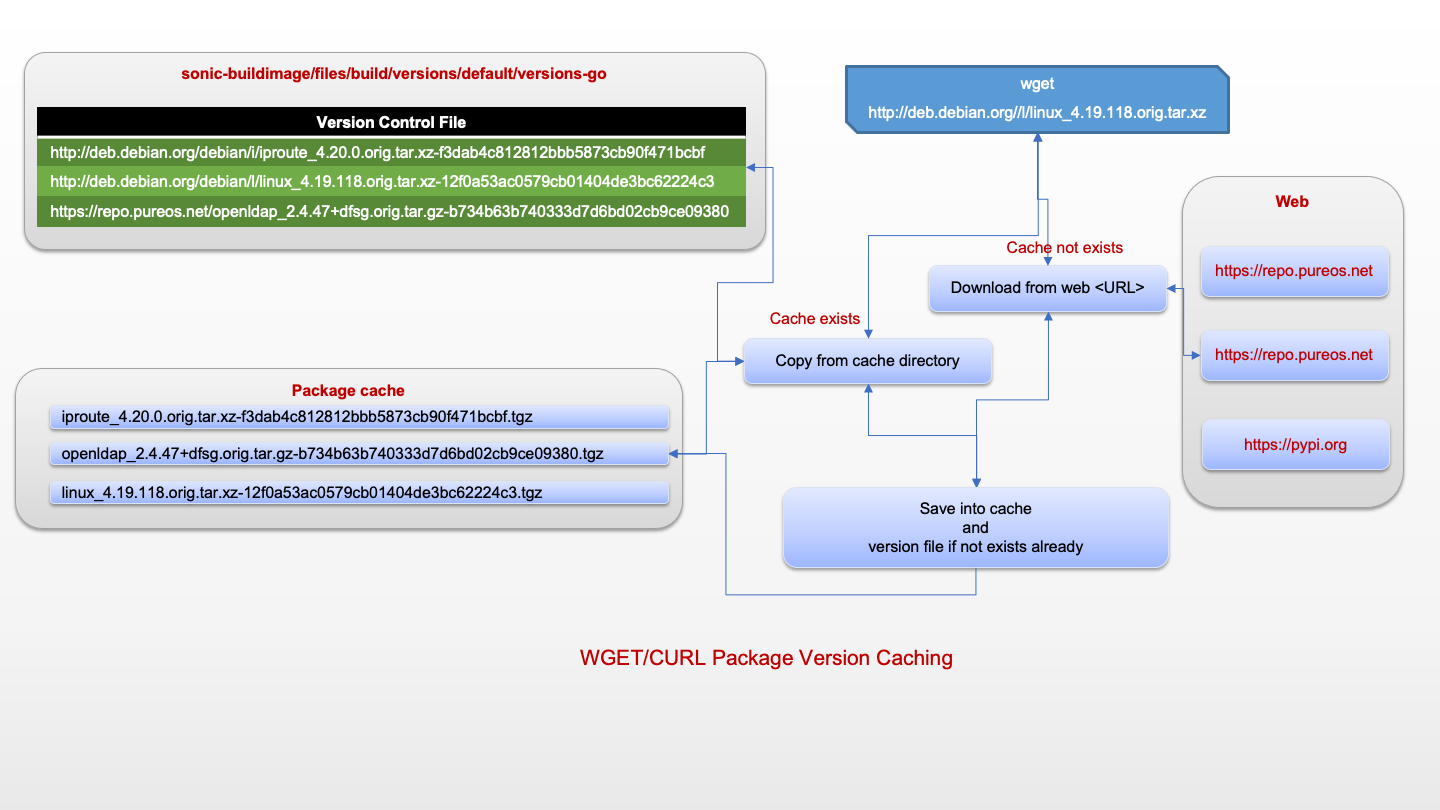 sonic-buildimage/files/build/versions/default/versions-go
Version Control File
http://deb.debian.org/debian/i/iproute_4.20.0.orig.tar.xz-f3dab4c812812bbb5873cb90f471bcbf
http://deb.debian.org/debian/l/linux_4.19.118.orig.tar.xz-12f0a53ac0579cb01404de3bc62224c3
https://repo.pureos.net/openldap_2.4.47+dfsg.orig.tar.gz-b734b63b740333d7d6bd02cb9ce09380
wget
http://deb.debian.org//l/linux_4.19.118.orig.tar.xz
Web
https://repo.pureos.net
https://repo.pureos.net
https://pypi.org
Cache not exists
Download from web <URL>
Cache exists
Copy from cache directory
Package cache
iproute_4.20.0.orig.tar.xz-f3dab4c812812bbb5873cb90f471bcbf.tgz
openldap_2.4.47+dfsg.orig.tar.gz-b734b63b740333d7d6bd02cb9ce09380.tgz
linux_4.19.118.orig.tar.xz-12f0a53ac0579cb01404de3bc62224c3.tgz
Save into cache
and
version file if not exists already
WGET/CURL Package Version Caching